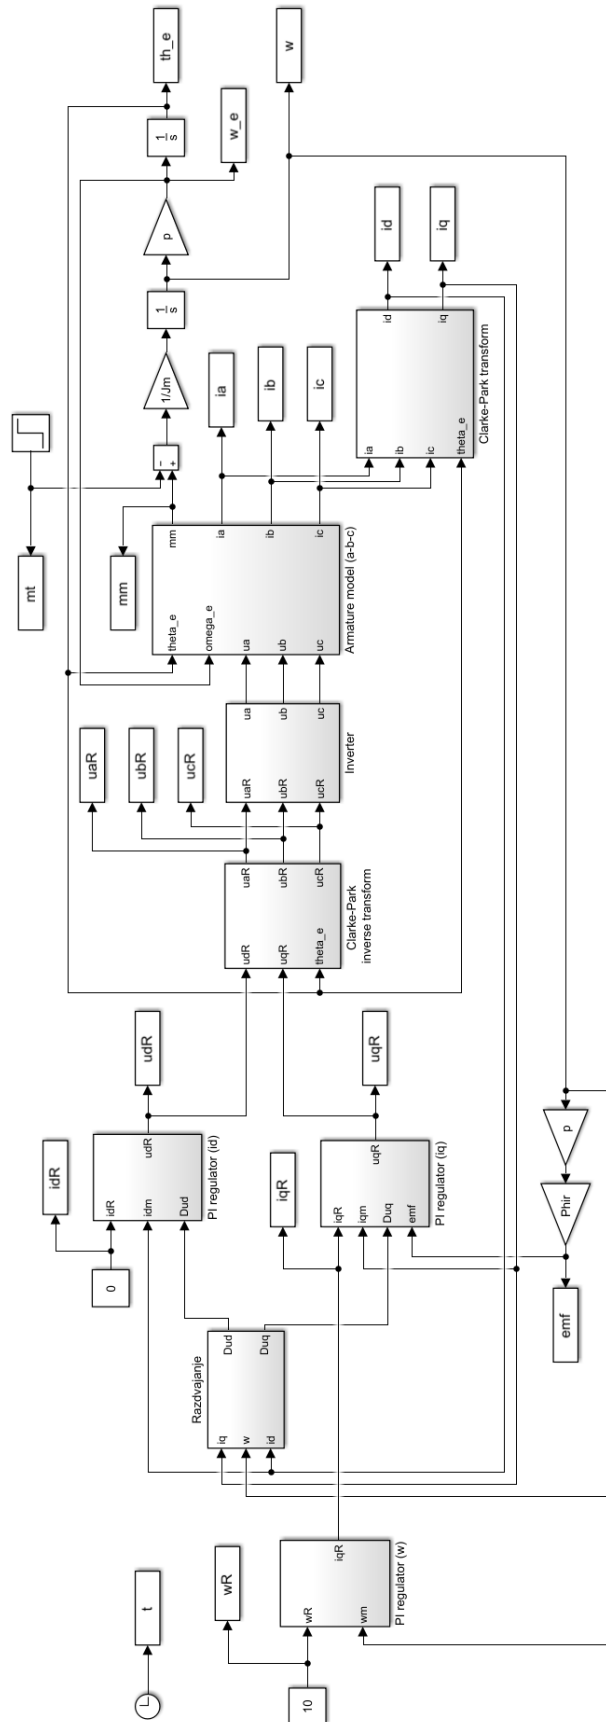 t
wR
10
wR
wm
iqR
PI regulator (w)
Razdvajanje
iq
w
id
Dud
Duq
0
idR
idR
idm
Dud
udR
PI regulator (id)
udR
iqR
iqR
iqm
Duq
emf
uqR
PI regulator (iq)
uqR
emf
Phir
p
udR
uqR
theta_e
uaR
ubR
ucR
Clarke-Park
inverse transform
uaR
ubR
ucR
uaR
ubR
ucR
ua
ub
uc
Inverter
theta_e
omega_e
ua
ub
uc
mm
ia
ib
ic
Armature model (a-b-c)
mt
mm
−
+
1/Jm
1
s
p
1
s
th_e
w_e
w
ia
ib
ic
ia
ib
ic
theta_e
id
iq
Clarke-Park transform
id
iq